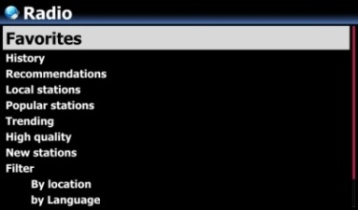 Radio
Favorites
History
Recommendations
Local stations
Popular stations
Trending
High quality
New stations
Filter
By location
by Language